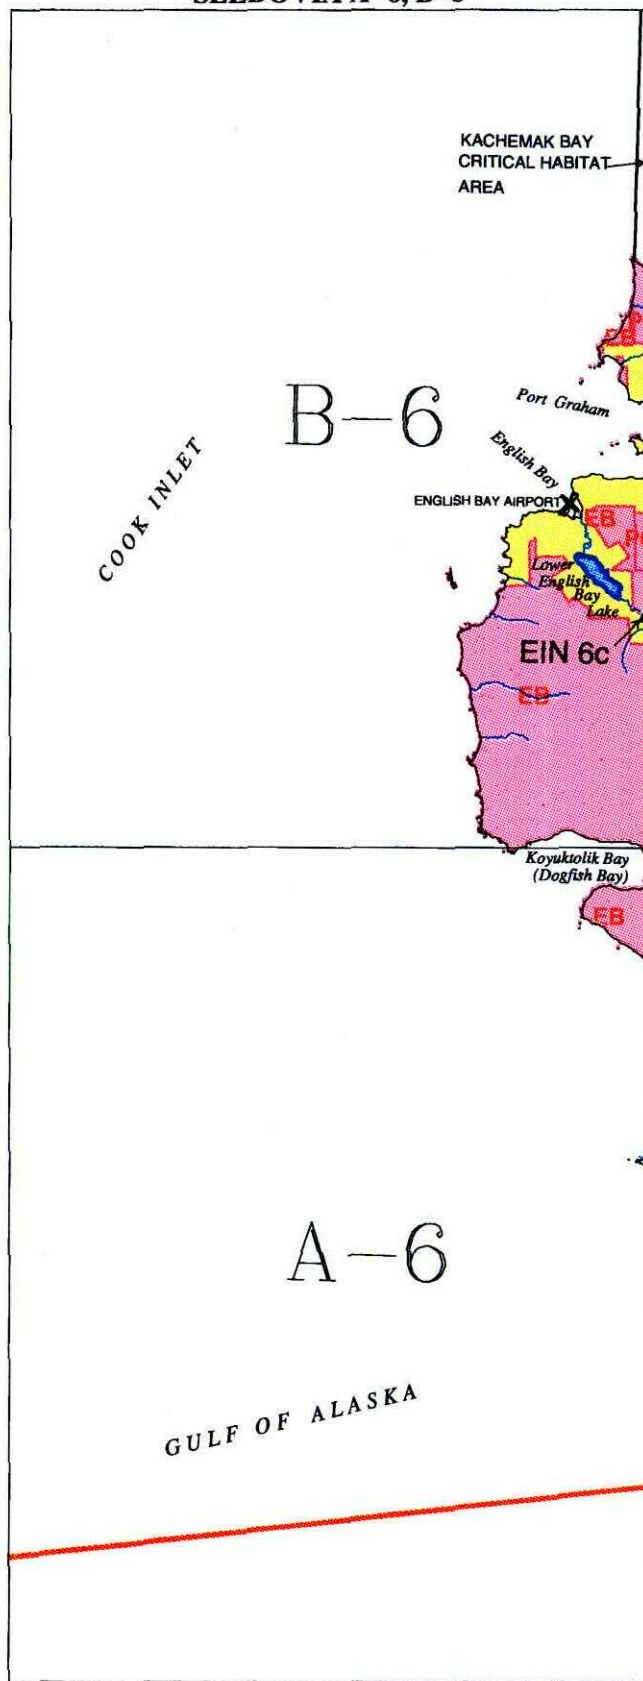 KACHEMAK BAY
CRITICAL HABITAT
AREA
EB
B-6
Port Graham
COOK INLET
English Bay
ENGLISH BAY AIRPORT
EB
Lower
English
Bay
Lake
EIN 6c
EB
Koyuktolik Bay
(Dogfish Bay)
EB
A-6
GULF OF ALASKA